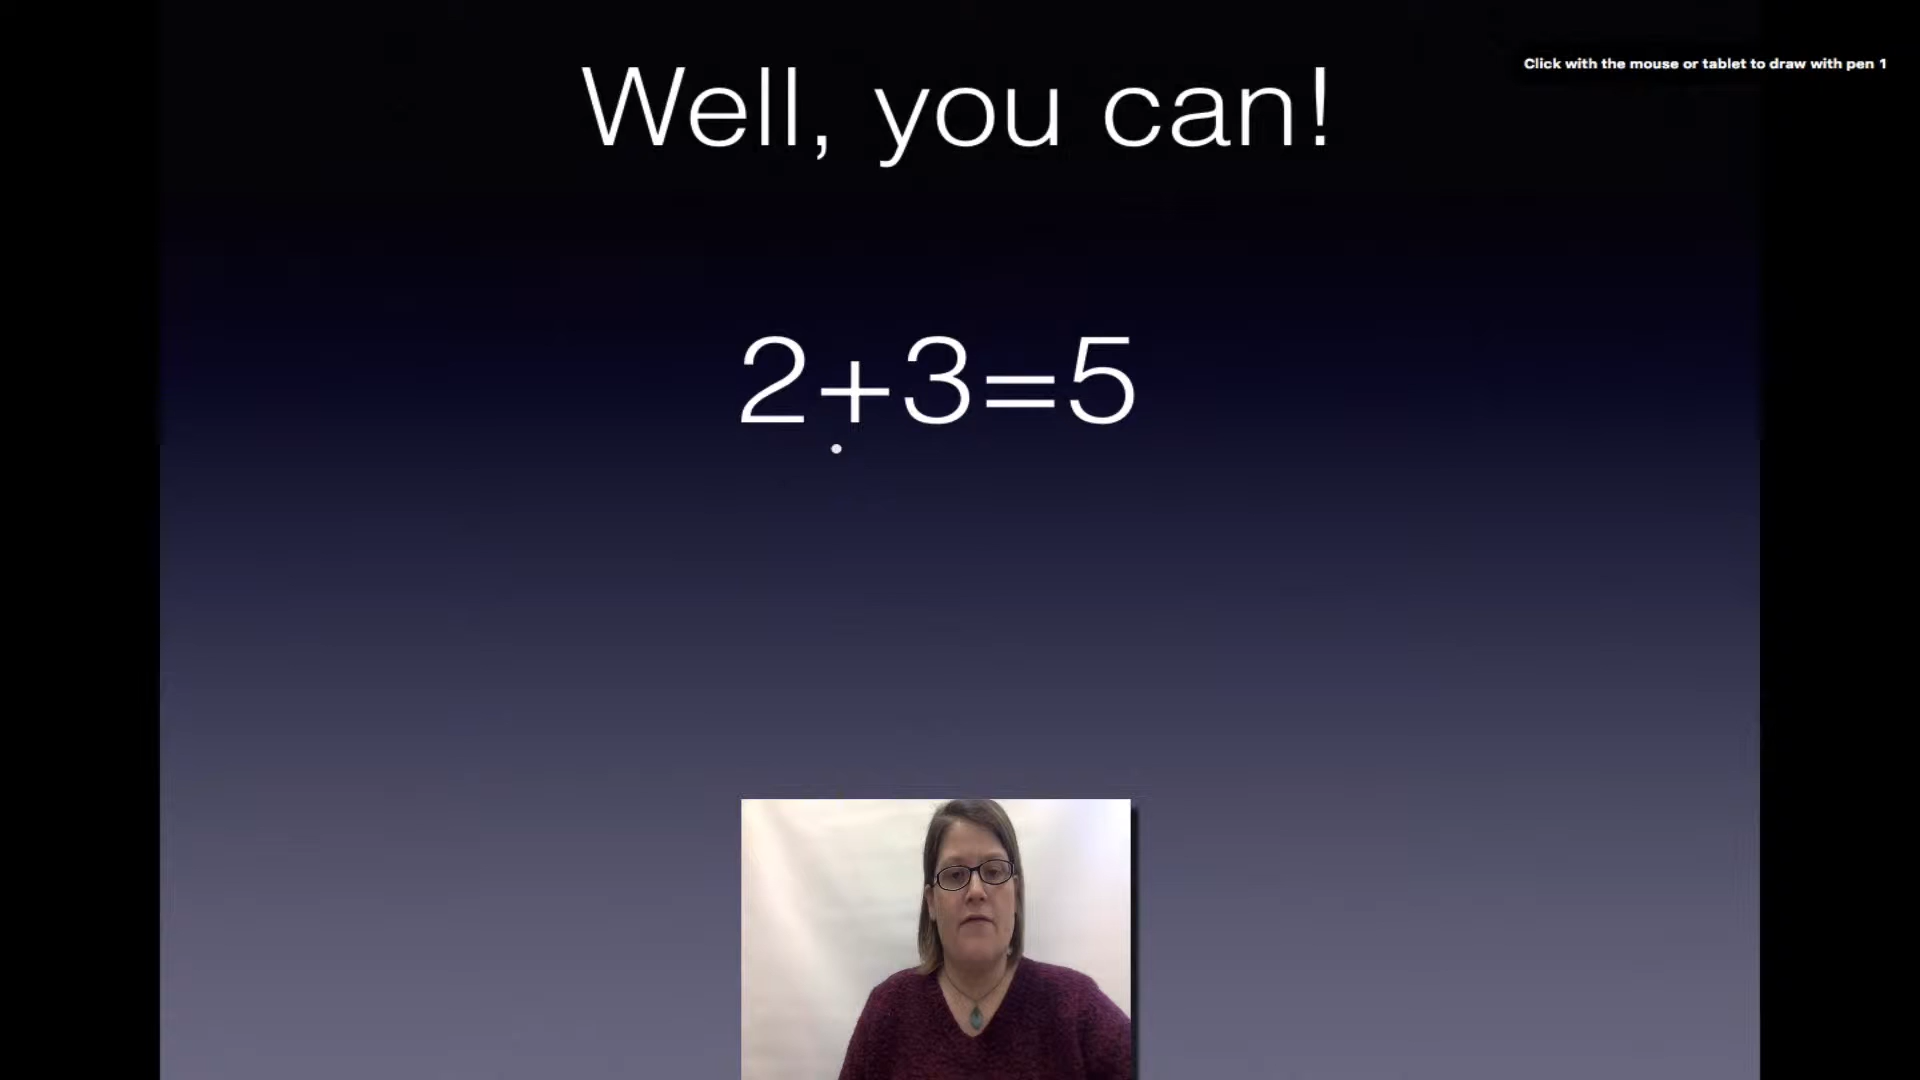 Click with the mouse or tablet to draw with pen 1
Well, you can!
2+3=5